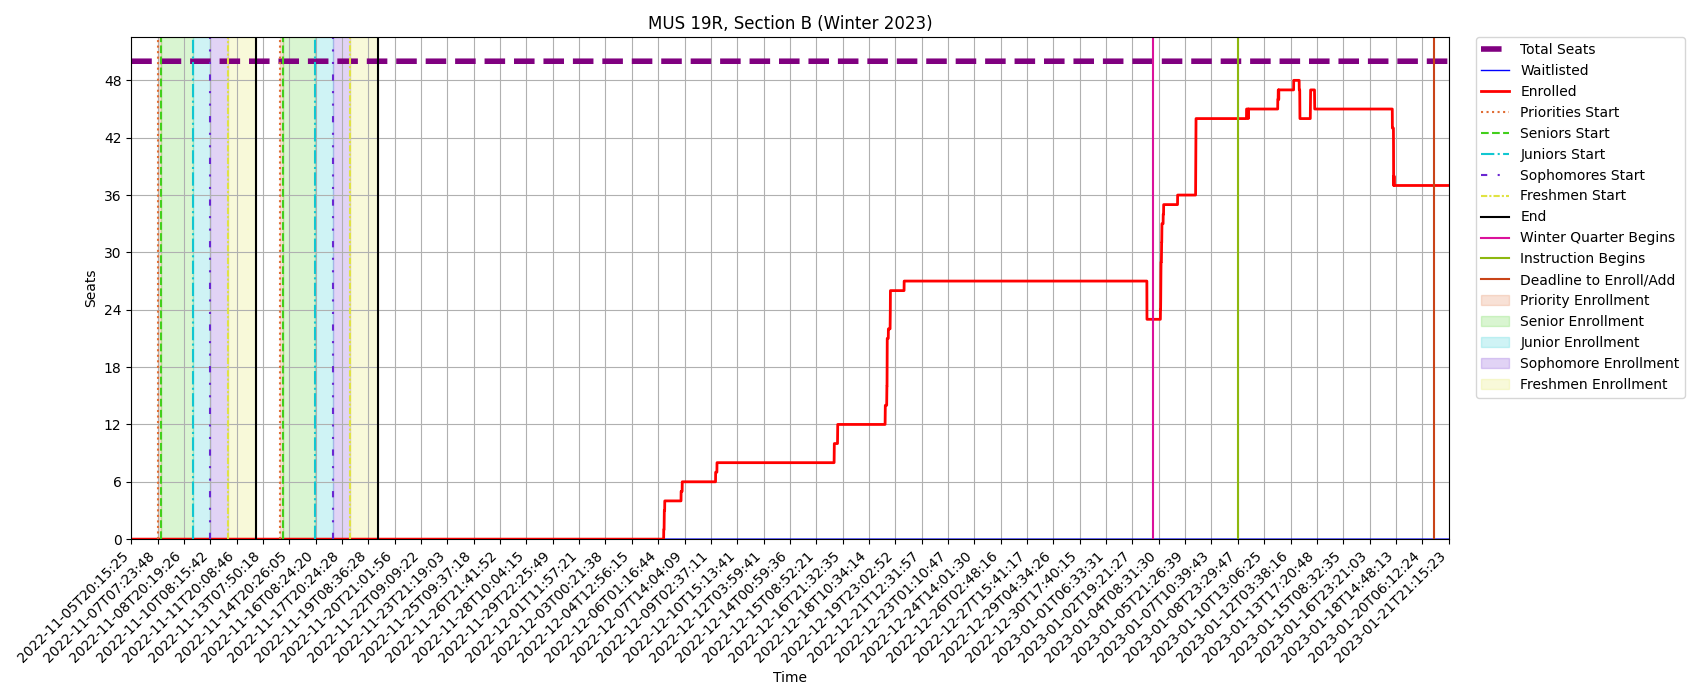 MUS 19R, Section B (Winter 2023)
Seats
48
42
36
30
24
18
12
6
0
2022-11-05T20:15:25
2022-11-07T07:23:48
2022-11-08T20:19:26
2022-11-10T08:15:42
2022-11-11T20:08:46
2022-11-13T07:50:18
2022-11-14T20:26:05
2022-11-16T08:24:20
2022-11-17T20:24:28
2022-11-19T08:36:28
2022-11-20T21:01:56
2022-11-22T09:09:22
2022-11-23T21:19:03
2022-11-25T09:37:18
2022-11-26T21:41:52
2022-11-28T10:04:15
2022-11-29T22:25:49
2022-12-01T11:57:21
2022-12-03T00:21:38
2022-12-04T12:56:15
2022-12-06T01:16:44
2022-12-07T14:04:09
2022-12-09T02:37:11
2022-12-10T15:13:41
2022-12-12T03:59:41
2022-12-14T00:59:36
2022-12-15T08:52:21
2022-12-16T21:32:35
2022-12-18T10:34:14
2022-12-19T23:02:52
2022-12-21T12:31:57
2022-12-23T01:10:47
2022-12-24T14:01:30
2022-12-26T02:48:16
2022-12-27T15:41:17
2022-12-29T04:34:26
2022-12-30T17:40:15
2023-01-01T06:33:31
2023-01-02T19:21:27
2023-01-04T08:31:30
2023-01-05T21:26:39
2023-01-07T10:39:43
2023-01-08T23:29:47
2023-01-10T13:06:25
2023-01-12T03:38:16
2023-01-13T17:20:48
2023-01-15T08:32:35
2023-01-16T23:21:03
2023-01-18T14:48:13
2023-01-20T06:12:24
2023-01-21T21:15:23
Time
Total Seats
Waitlisted
Enrolled
Priorities Start
Seniors Start
Juniors Start
Sophomores Start
Freshmen Start
End
Winter Quarter Begins
Instruction Begins
Deadline to Enroll/Add
Priority Enrollment
Senior Enrollment
Junior Enrollment
Sophomore Enrollment
Freshmen Enrollment